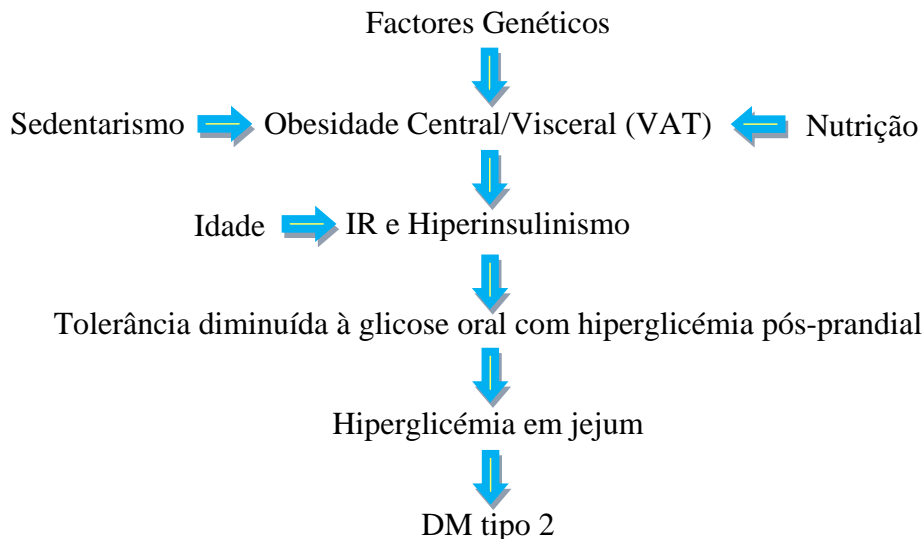 Factores Genéticos
Sedentarismo
Obesidade Central/Visceral (VAT)
Nutrição
Idade
IR e Hiperinsulinismo
Tolerância diminuída à glicose oral com hiperglicémia pós-prandial
Hiperglicémia em jejum
DM tipo 2